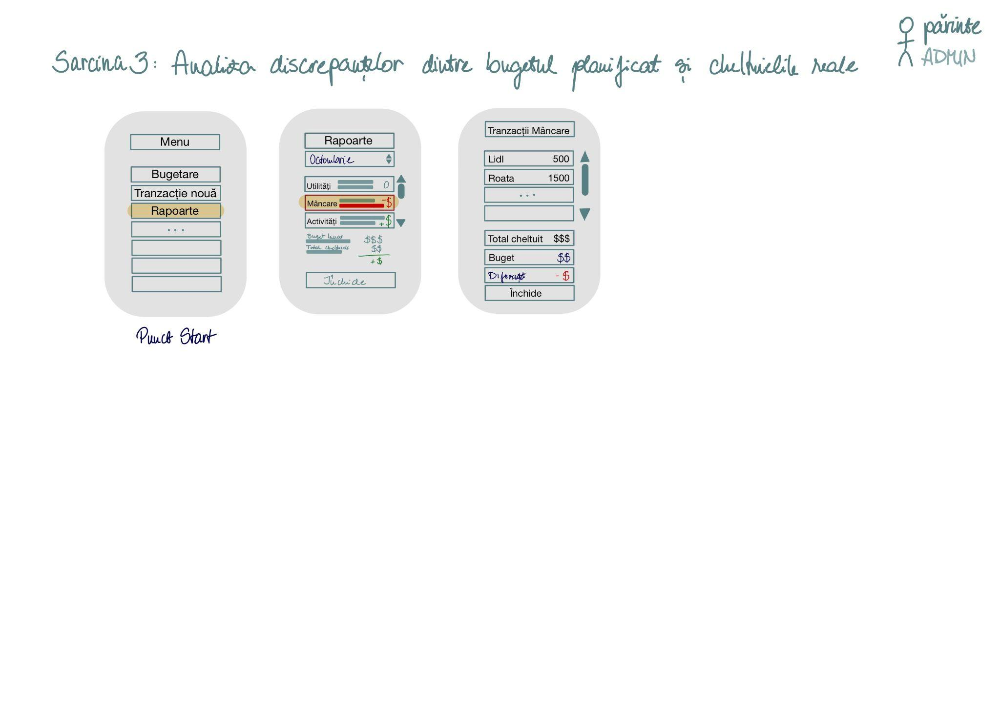 părinte
ADMIN
Sarcina 3: Analiza discrepanțelor dintre bugetul planificat și cheltuielile reale
Menu
Bugetare
Tranzacție nouă
Rapoarte
...
Punct Start
Rapoarte
Octombrie
Utilități 0
Mâncare -$
Activități +$
Buget lunar $$$
Total cheltuieli $$
+$
Închide
Tranzacții Mâncare
Lidl 500
Roata 1500
...
Total cheltuit $$$
Buget $$
Diferență - $
Închide